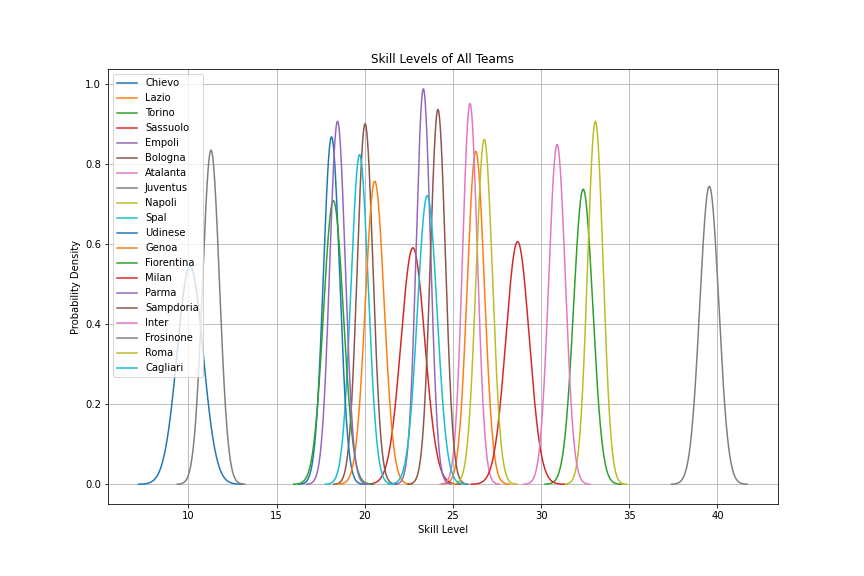 Skill Levels of All Teams
1.0
0.8
0.6
0.4
0.2
0.0
Probability Density
Chievo
Lazio
Torino
Sassuolo
Empoli
Bologna
Atalanta
Juventus
Napoli
Spal
Udinese
Genoa
Fiorentina
Milan
Parma
Sampdoria
Inter
Frosinone
Roma
Cagliari
10 15 20 25 30 35 40
Skill Level